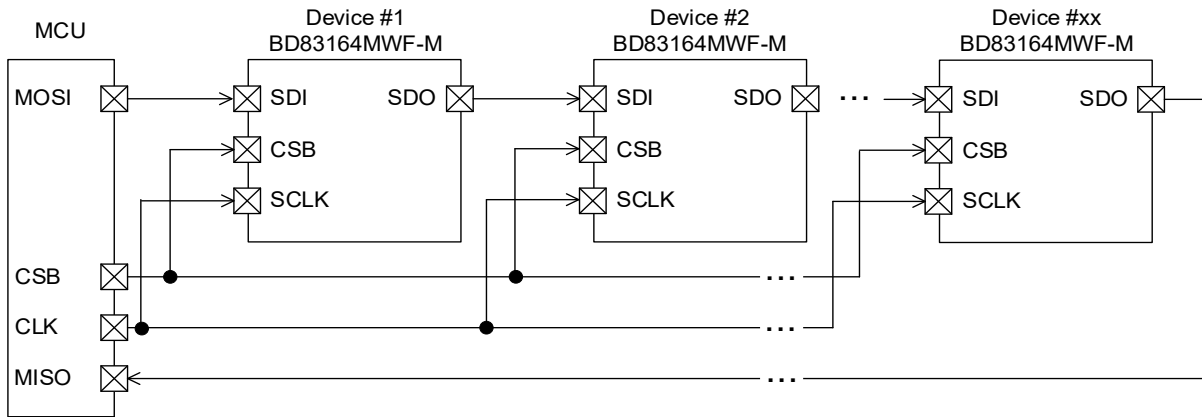 MCU
Device #1
BD83164MWF-M
Device #2
BD83164MWF-M
Device #xx
BD83164MWF-M
MOSI
SDI
SDO
SDI
SDO
...
SDI
SDO
CSB
CSB
CSB
SCLK
SCLK
SCLK
CSB
...
CLK
...
MISO
...